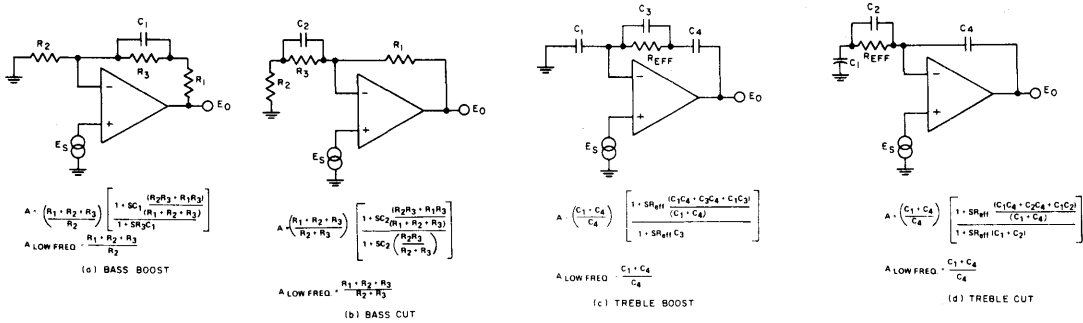 R2
C1
R3
R1
−
+
ES
EO
A = (R1 + R2 + R3 / R2) [1 + SC1 (R2R3 + R1R3) / (R1 + R2 + R3) / 1 + SR3C1]
A LOW FREQ = R1 + R2 + R3 / R2
(a) BASS BOOST
C2
R3
R2
R1
−
+
ES
EO
A = (R1 + R2 + R3 / R2 + R3) [1 + SC2 (R2R3 + R1R3) / (R1 + R2 + R3) / 1 + SC2 (R2R3 / R2 + R3)]
A LOW FREQ. = R1 + R2 + R3 / R2 + R3
(b) BASS CUT
C1
C3
REFF
C4
−
+
ES
EO
A = (C1 + C4 / C4) [1 + SReff (C1C4 + C3C4 + C1C3) / (C1 + C4) / 1 + SReff C3]
A LOW FREQ. = C1 + C4 / C4
(c) TREBLE BOOST
C2
REFF
C1
C4
−
+
ES
EO
A = (C1 + C4 / C4) [1 + SReff (C1C4 + C2C4 + C1C2) / (C1 + C4) / 1 + SReff (C1 + C2)]
A LOW FREQ. = C1 + C4 / C4
(d) TREBLE CUT